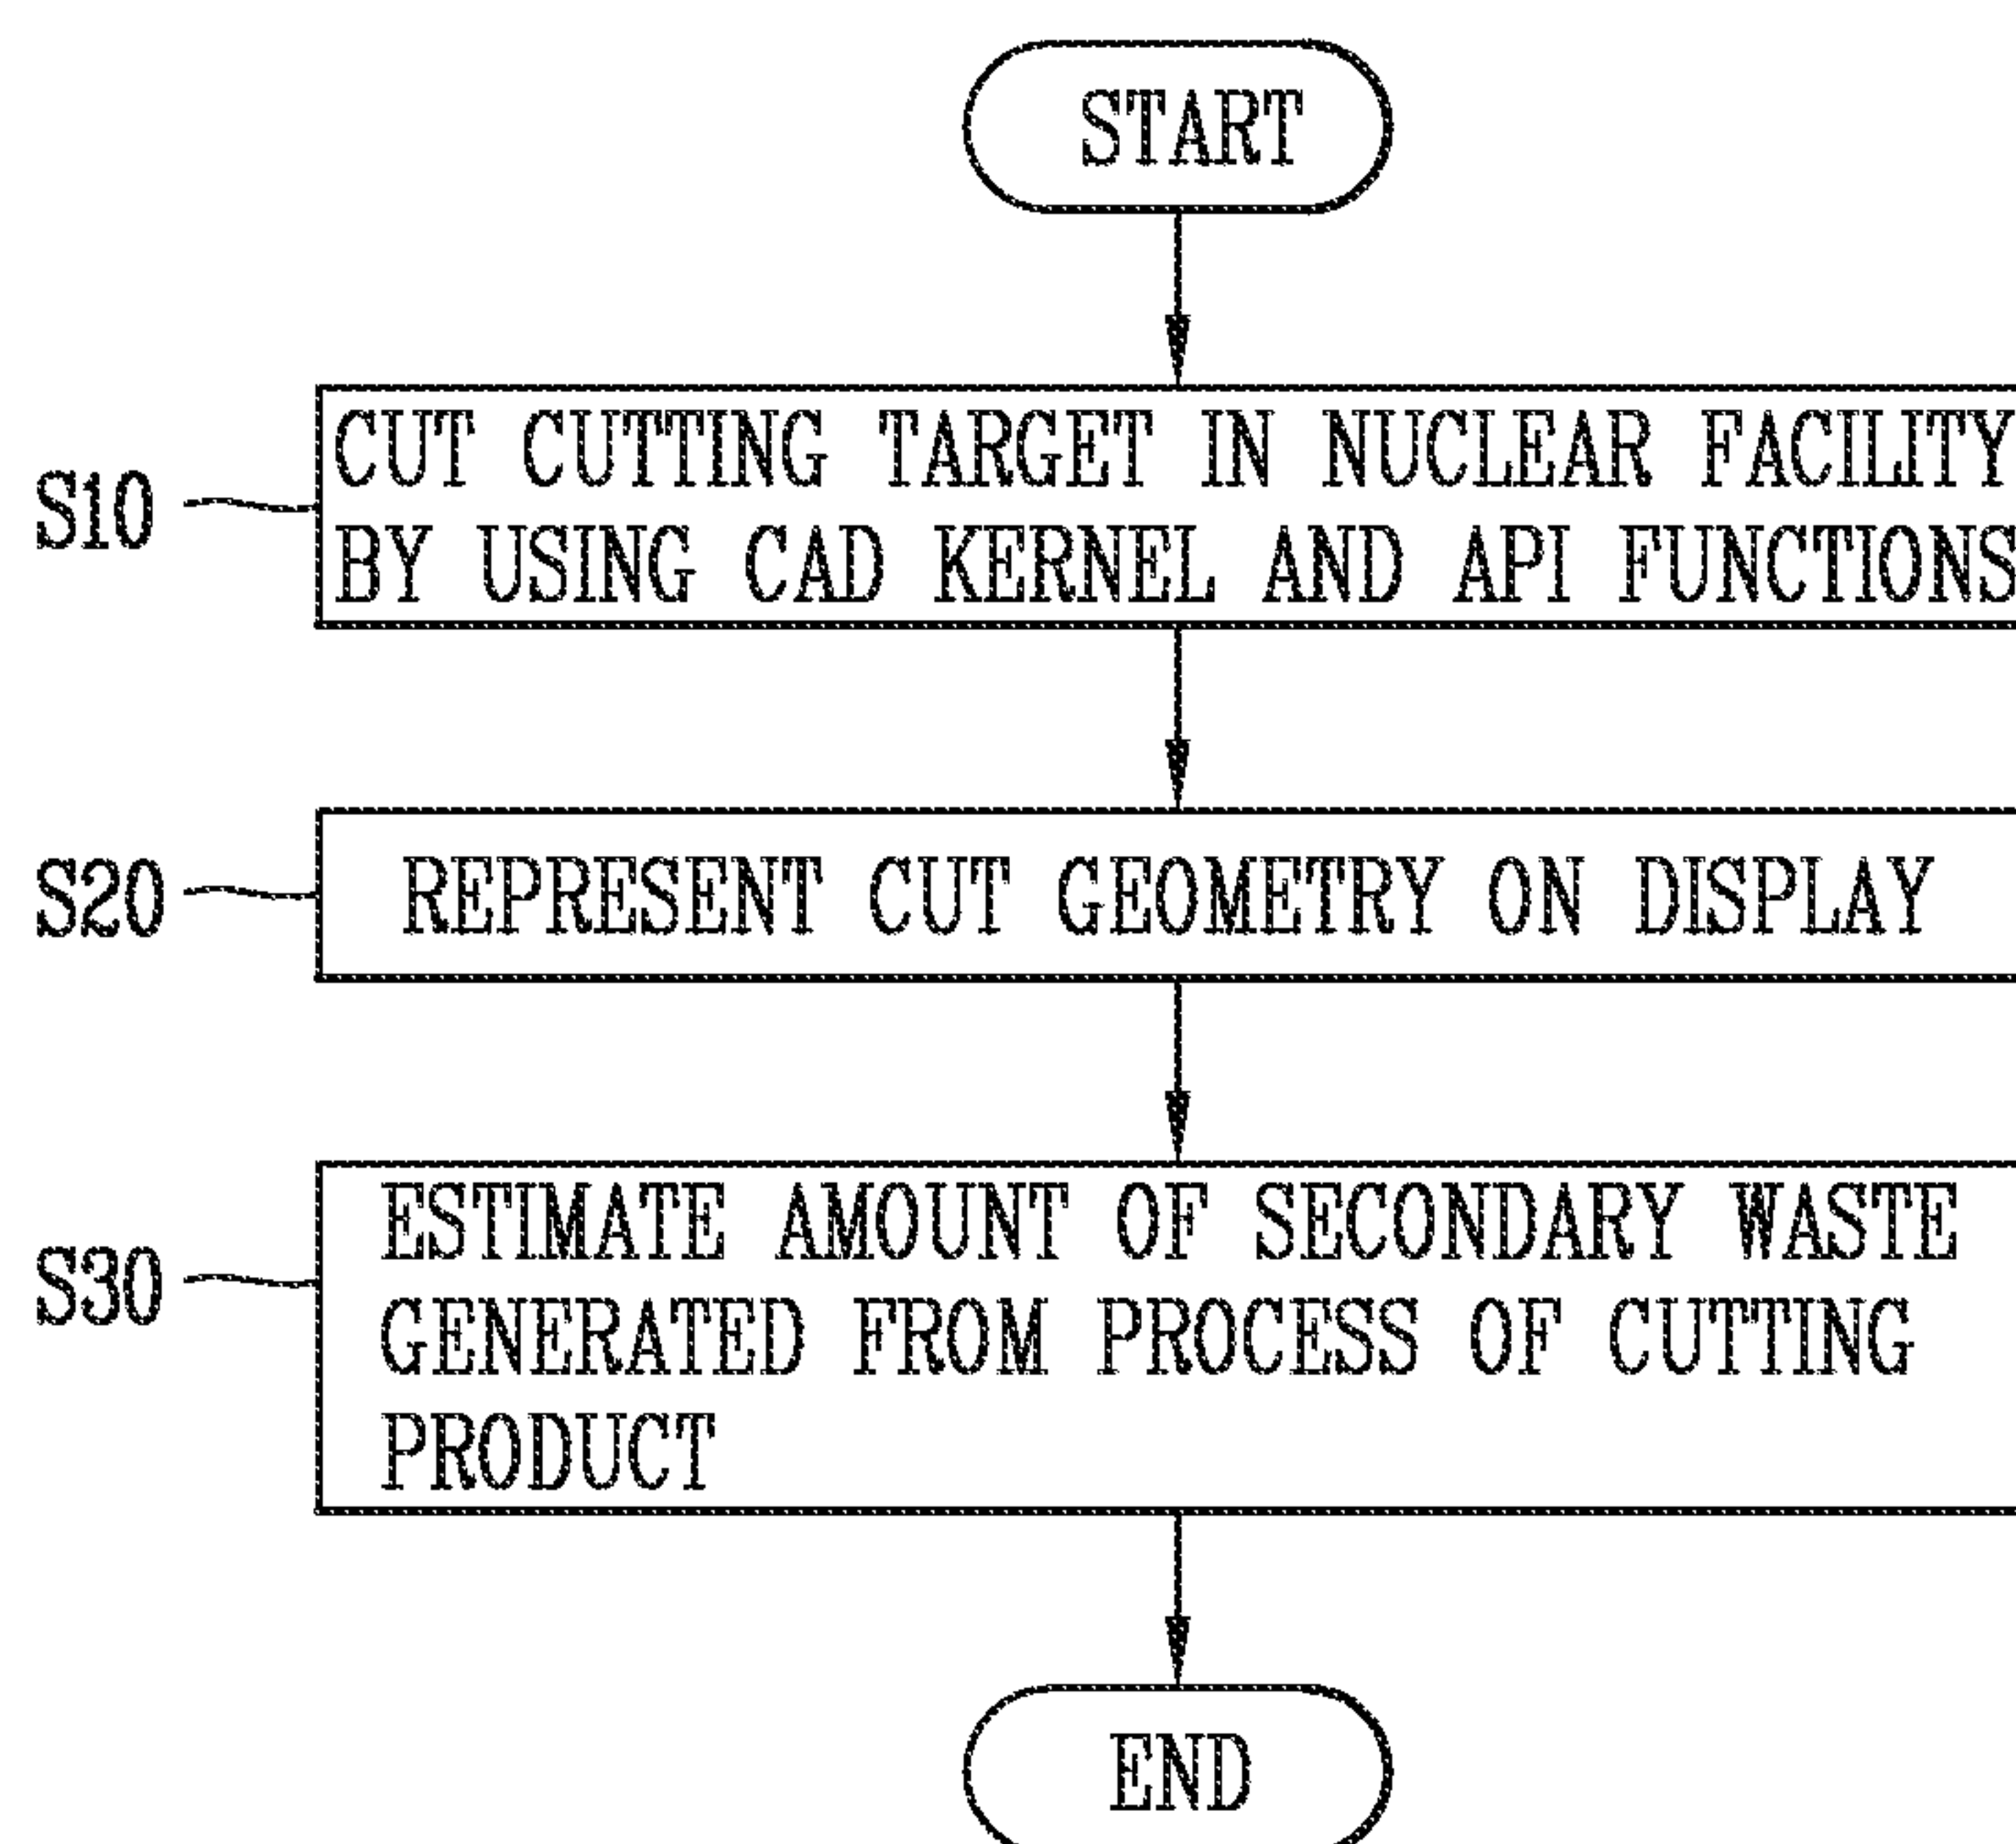 START
S10
CUT CUTTING TARGET IN NUCLEAR FACILITY
BY USING CAD KERNEL AND API FUNCTIONS
S20
REPRESENT CUT GEOMETRY ON DISPLAY
S30
ESTIMATE AMOUNT OF SECONDARY WASTE
GENERATED FROM PROCESS OF CUTTING
PRODUCT
END